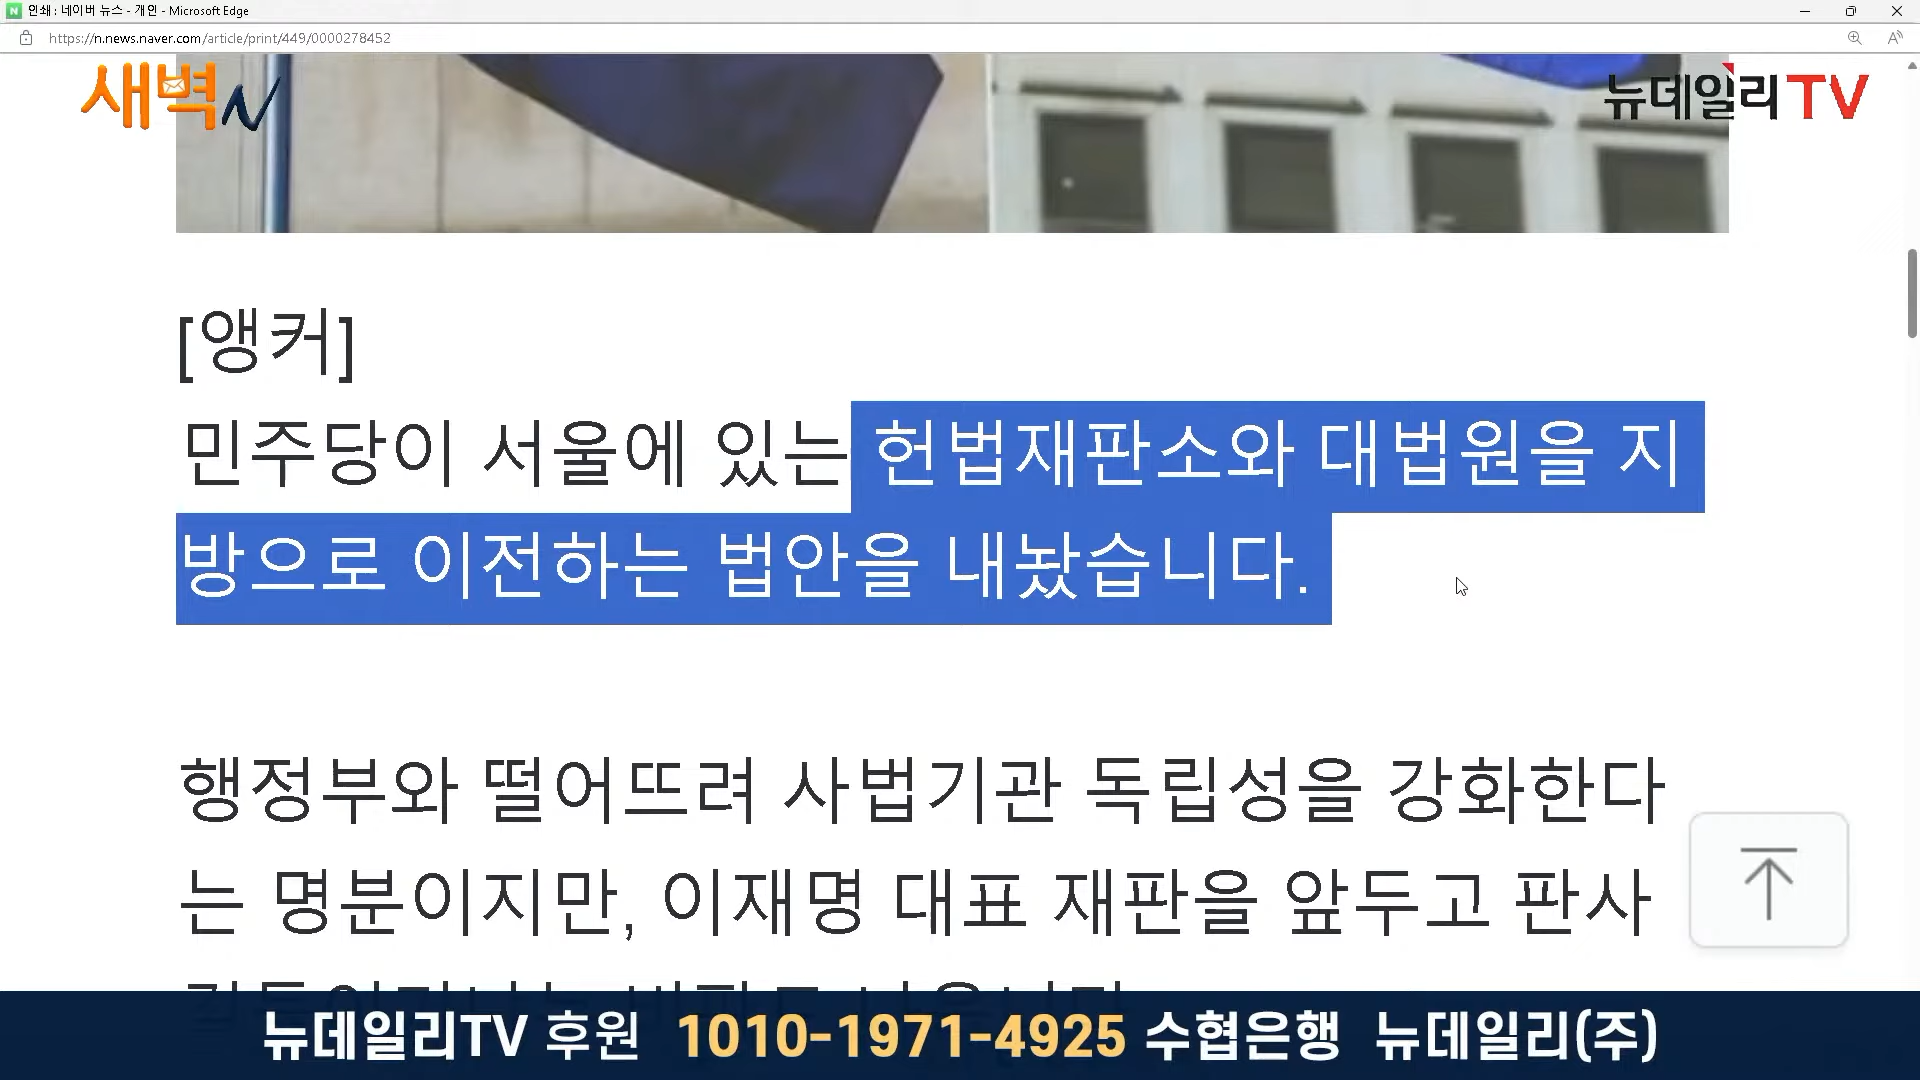 인쇄 : 네이버 뉴스 - 개인 - Microsoft Edge
https://n.news.naver.com/article/print/449/0000278452
새벽N
뉴데일리TV
[앵커]
민주당이 서울에 있는 헌법재판소와 대법원을 지
방으로 이전하는 법안을 내놨습니다.
행정부와 떨어뜨려 사법기관 독립성을 강화한다
는 명분이지만, 이재명 대표 재판을 앞두고 판사
뉴데일리TV 후원 1010-1971-4925 수협은행 뉴데일리(주)